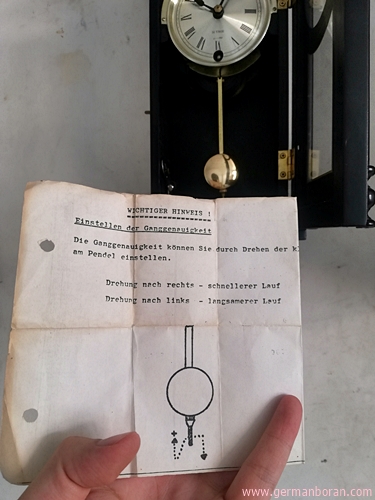 WICHTIGER HINWEIS !
Einstellen der Ganggenauigkeit
Die Ganggenauigkeit können Sie durch Drehen der
am Pendel einstellen.
Drehung nach rechts - schnellerer Lauf
Drehung nach links - langsamerer Lauf
+
www.germanboran.com